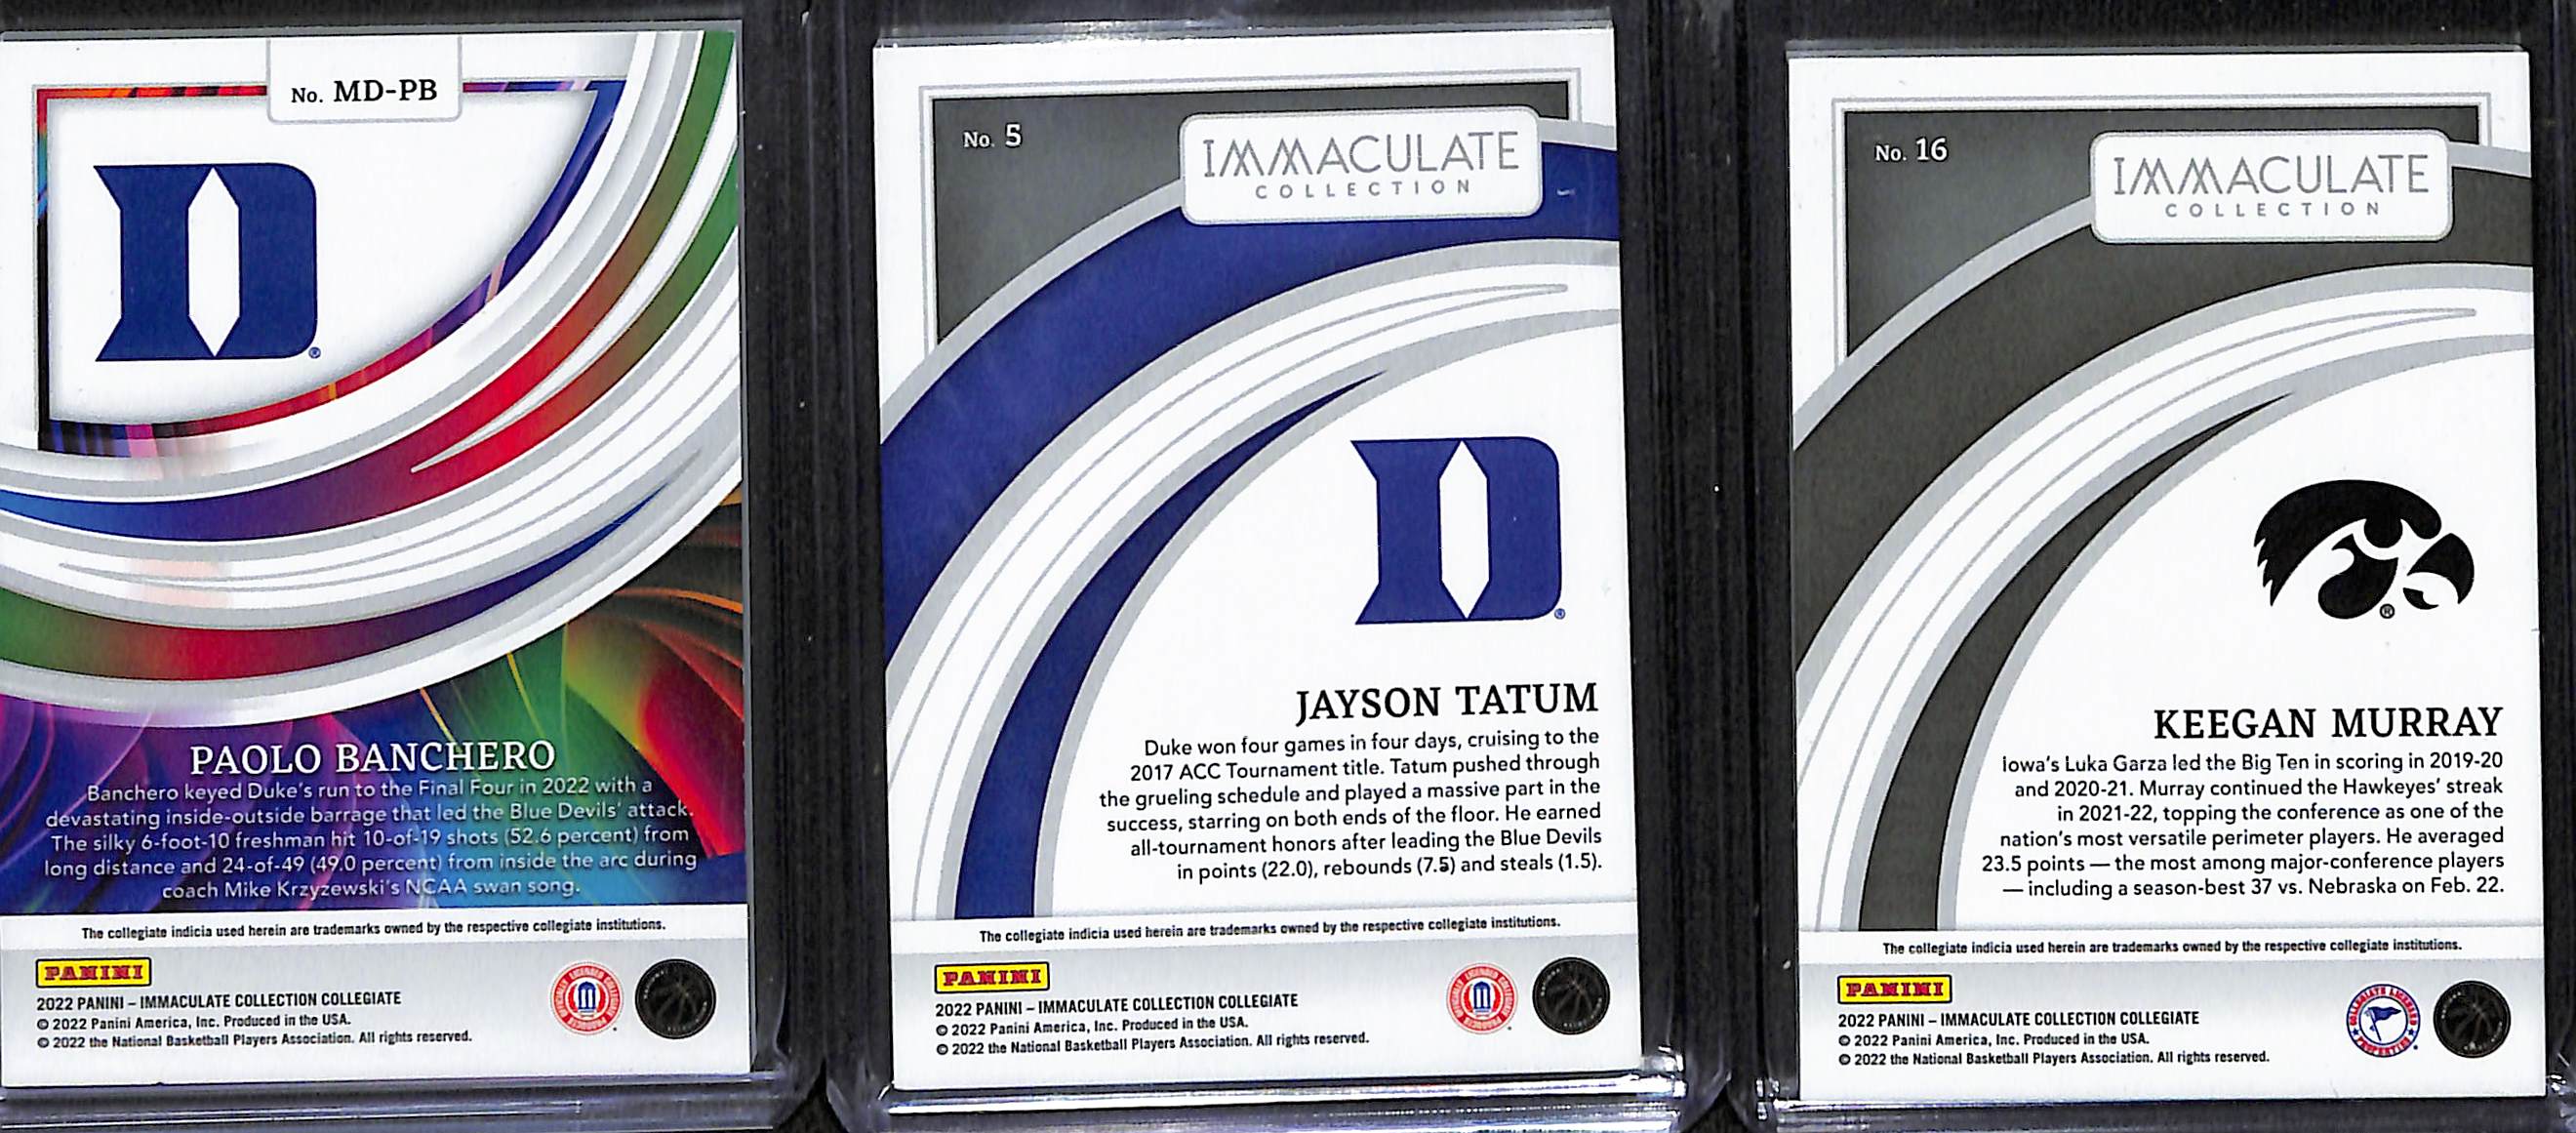 No. MD-PB
D
®
PAOLO BANCHERO
Banchero keyed Duke's run to the Final Four in 2022 with a
devastating inside-outside barrage that led the Blue Devils' attack.
The silky 6-foot-10 freshman hit 10-of-19 shots (52.6 percent) from
long distance and 24-of-49 (49.0 percent) from inside the arc during
coach Mike Krzyzewski's NCAA swan song.
The collegiate indicia used herein are trademarks owned by the respective collegiate institutions.
PANINI
2022 PANINI – IMMACULATE COLLECTION COLLEGIATE
© 2022 Panini America, Inc. Produced in the USA.
© 2022 the National Basketball Players Association. All rights reserved.
OFFICIALLY LICENSED COLLEGIATE PRODUCTS
No. 5
IMMACULATE
COLLECTION
D
®
JAYSON TATUM
Duke won four games in four days, cruising to the
2017 ACC Tournament title. Tatum pushed through
the grueling schedule and played a massive part in the
success, starring on both ends of the floor. He earned
all-tournament honors after leading the Blue Devils
in points (22.0), rebounds (7.5) and steals (1.5).
The collegiate indicia used herein are trademarks owned by the respective collegiate institutions.
PANINI
2022 PANINI – IMMACULATE COLLECTION COLLEGIATE
© 2022 Panini America, Inc. Produced in the USA.
© 2022 the National Basketball Players Association. All rights reserved.
OFFICIALLY LICENSED COLLEGIATE PRODUCTS
No. 16
IMMACULATE
COLLECTION
®
KEEGAN MURRAY
Iowa's Luka Garza led the Big Ten in scoring in 2019-20
and 2020-21. Murray continued the Hawkeyes' streak
in 2021-22, topping the conference as one of the
nation's most versatile perimeter players. He averaged
23.5 points — the most among major-conference players
— including a season-best 37 vs. Nebraska on Feb. 22.
The collegiate indicia used herein are trademarks owned by the respective collegiate institutions.
PANINI
2022 PANINI – IMMACULATE COLLECTION COLLEGIATE
© 2022 Panini America, Inc. Produced in the USA.
© 2022 the National Basketball Players Association. All rights reserved.
COLLEGIATE LICENSED PROPERTIES